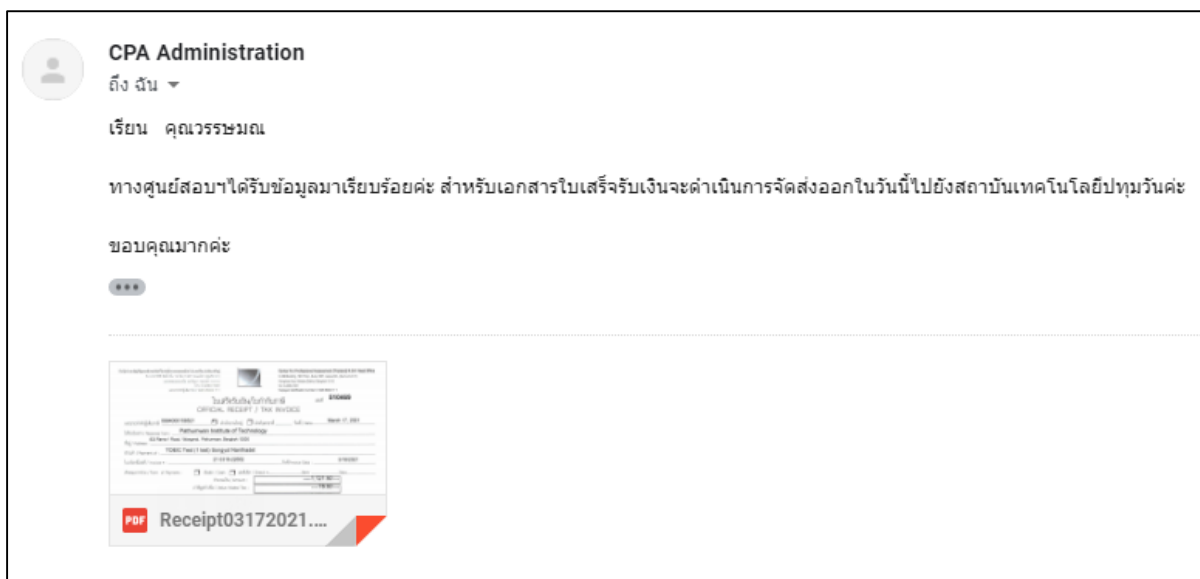 CPA Administration
ถึง ฉัน
เรียน คุณวรรษมณ
ทางศูนย์สอบฯได้รับข้อมูลมาเรียบร้อยค่ะ สำหรับเอกสารใบเสร็จรับเงินจะดำเนินการจัดส่งออกในวันนี้ไปยังสถาบันเทคโนโลยีปทุมวันค่ะ
ขอบคุณมากค่ะ
ใบเสร็จรับเงิน/ใบกำกับภาษี
OFFICIAL RECEIPT / TAX INVOICE
March 17, 2021
Pathumwan Institute of Technology
PDF Receipt03172021....